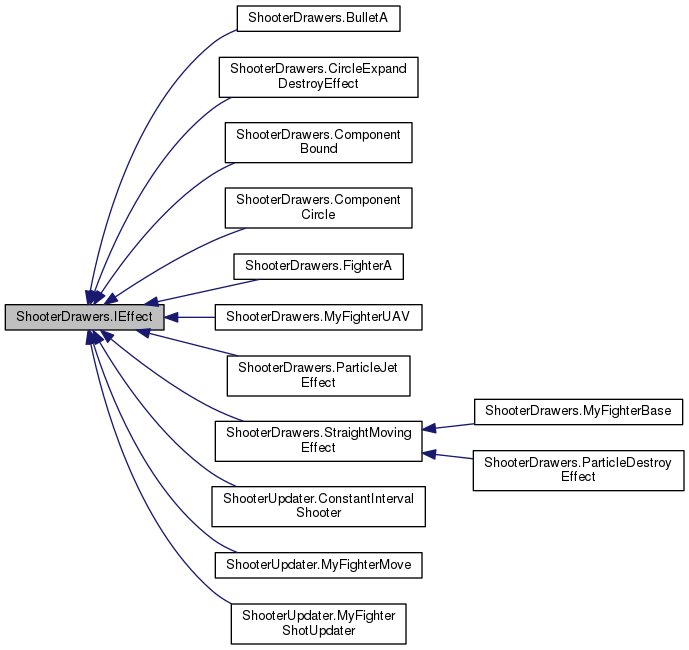 ShooterDrawers.BulletA
ShooterDrawers.CircleExpand
DestroyEffect
ShooterDrawers.Component
Bound
ShooterDrawers.Component
Circle
ShooterDrawers.FighterA
ShooterDrawers.IEffect
ShooterDrawers.MyFighterUAV
ShooterDrawers.ParticleJet
Effect
ShooterDrawers.StraightMoving
Effect
ShooterDrawers.MyFighterBase
ShooterDrawers.ParticleDestroy
Effect
ShooterUpdater.ConstantInterval
Shooter
ShooterUpdater.MyFighterMove
ShooterUpdater.MyFighter
ShotUpdater